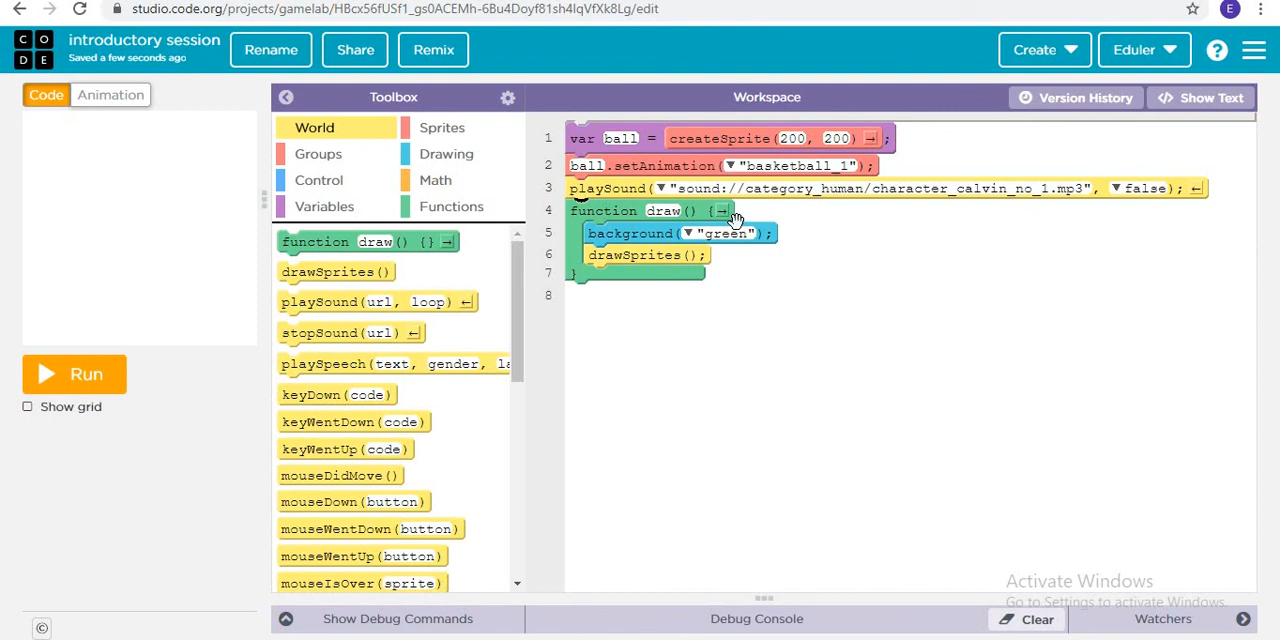 studio.code.org/projects/gamelab/HBcx56fUSf1_gs0ACEMh-6Bu4Doyf81sh4lqVfXk8Lg/edit
E
C O D E
introductory session
Saved a few seconds ago
Rename
Share
Remix
Create
Eduler
?
Code
Animation
Toolbox
Workspace
Version History
</> Show Text
World
Sprites
Groups
Drawing
Control
Math
Variables
Functions
function draw() {}
drawSprites()
playSound(url, loop)
stopSound(url)
playSpeech(text, gender, la
keyDown(code)
keyWentDown(code)
keyWentUp(code)
mouseDidMove()
mouseDown(button)
mouseWentDown(button)
mouseWentUp(button)
mouseIsOver(sprite)
1 var ball = createSprite(200, 200);
2 ball.setAnimation("basketball_1");
3 playSound("sound://category_human/character_calvin_no_1.mp3", false);
4 function draw() {
5 background("green");
6 drawSprites();
7 }
8
Run
Show grid
Activate Windows
Go to Settings to activate Windows.
©
Show Debug Commands
Debug Console
Clear
Watchers